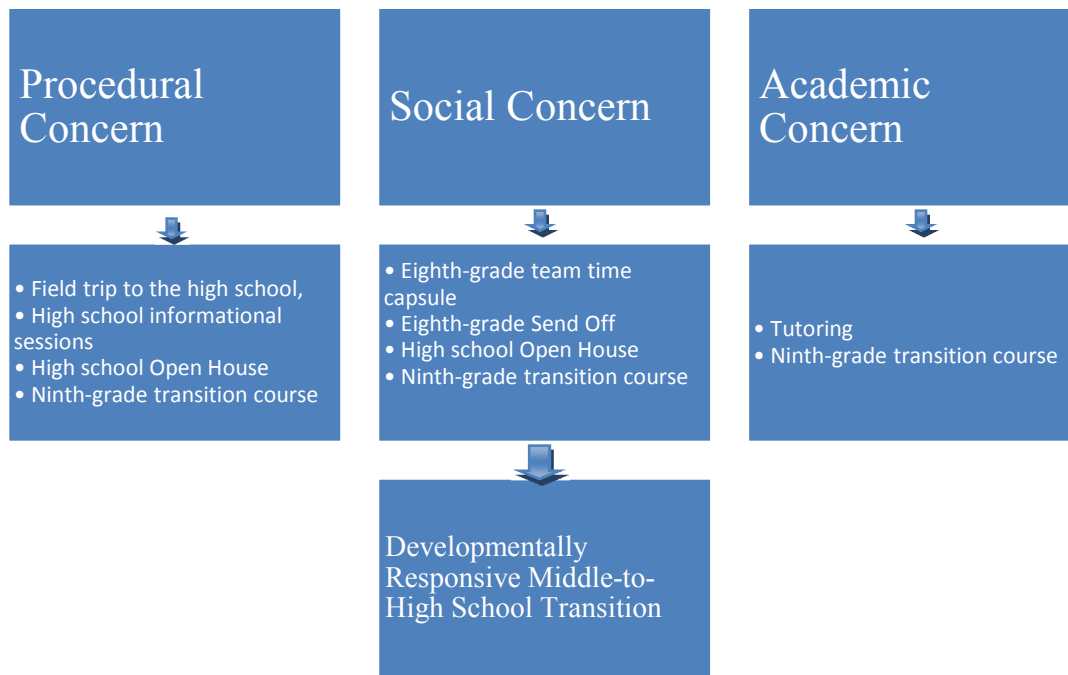 Procedural
Concern
Social Concern
Academic
Concern
• Field trip to the high school,
• High school informational
sessions
• High school Open House
• Ninth-grade transition course
• Eighth-grade team time
capsule
• Eighth-grade Send Off
• High school Open House
• Ninth-grade transition course
• Tutoring
• Ninth-grade transition course
Developmentally
Responsive Middle-to-
High School Transition